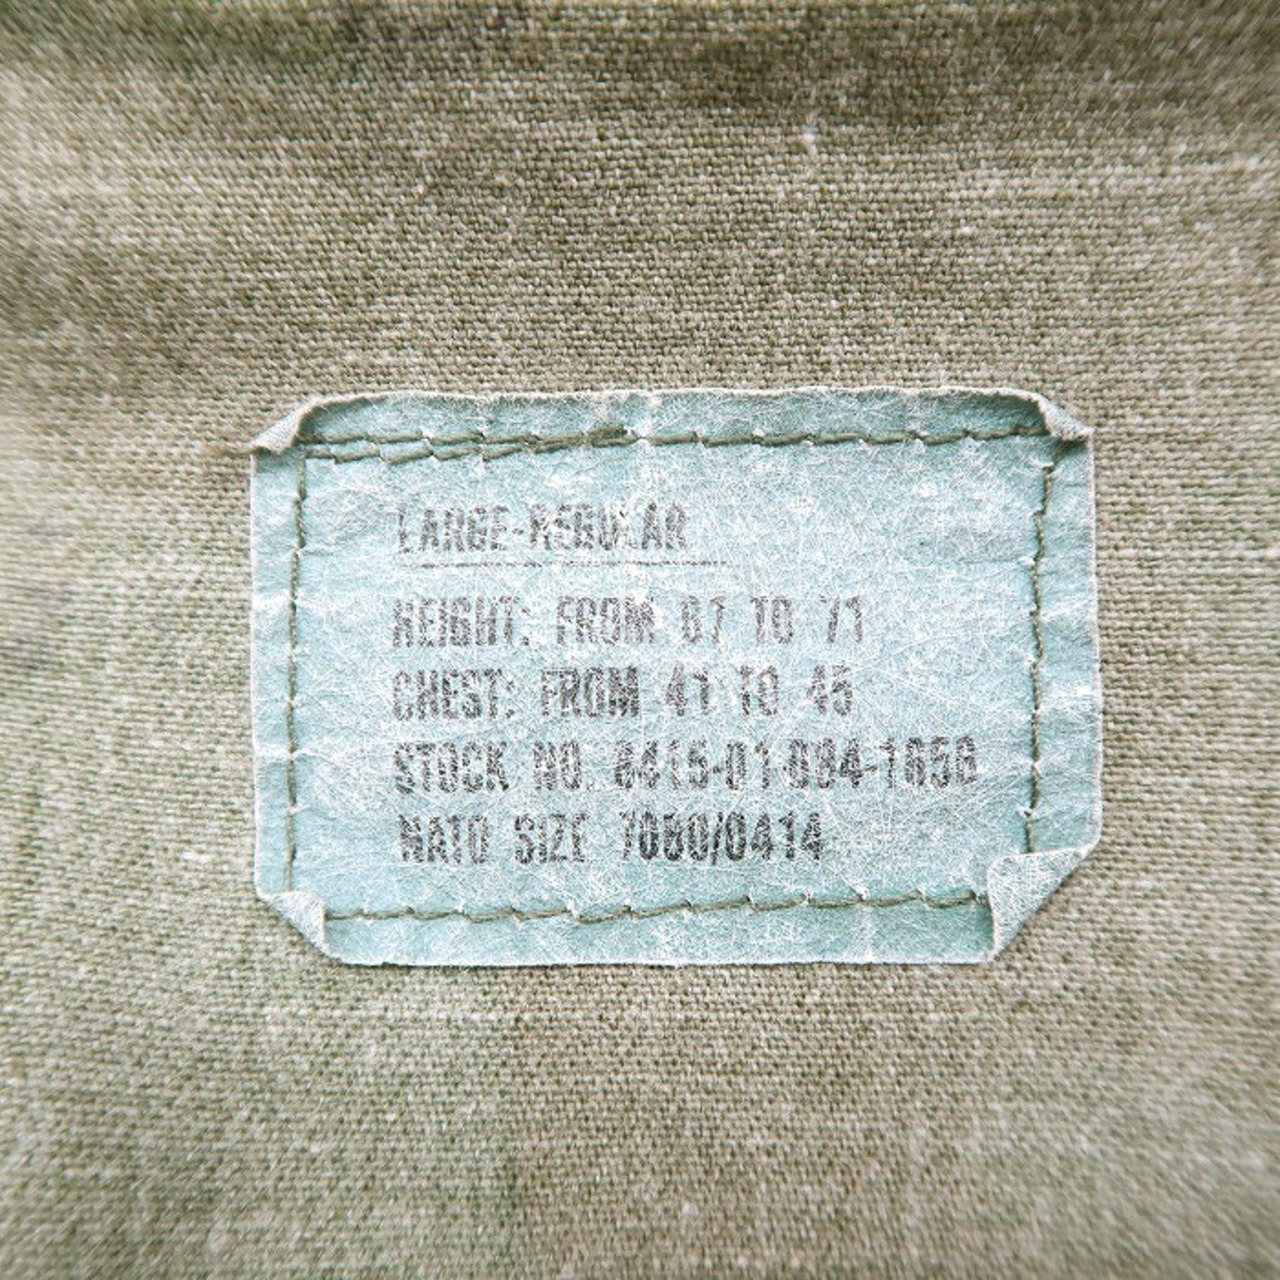 LARGE-REGULAR
HEIGHT: FROM 67 TO 71
CHEST: FROM 41 TO 45
STOCK NO. 8415-01-084-1656
NATO SIZE 7080/0414